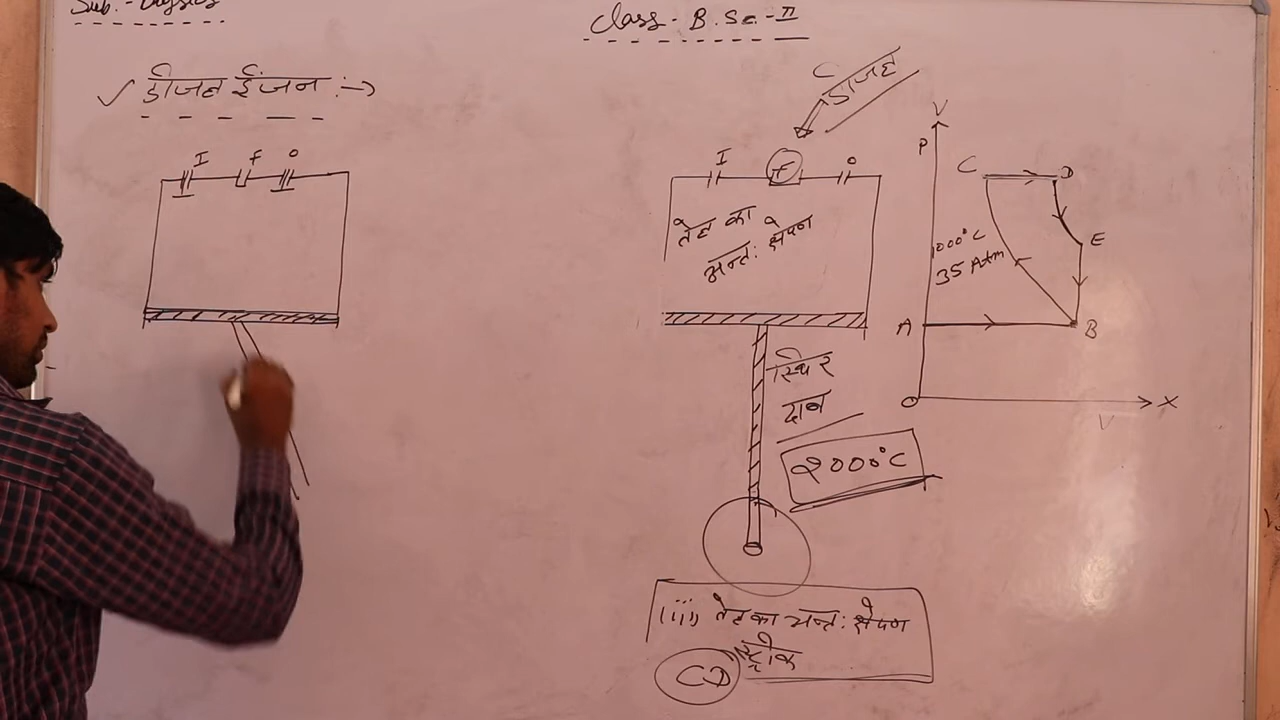 Sub.- Physics
Class - B.Sc.-II
✓ डीजल ईंजन :→
I f o
C डीजल
I f o
तेल का
अन्तः क्षेपण
V
P
C D
E
1000°C
35 Atm
A B
O X
V
स्थिर
दाब
2000°C
(iii) तेल का अन्तः क्षेपण
स्ट्रोक
CD